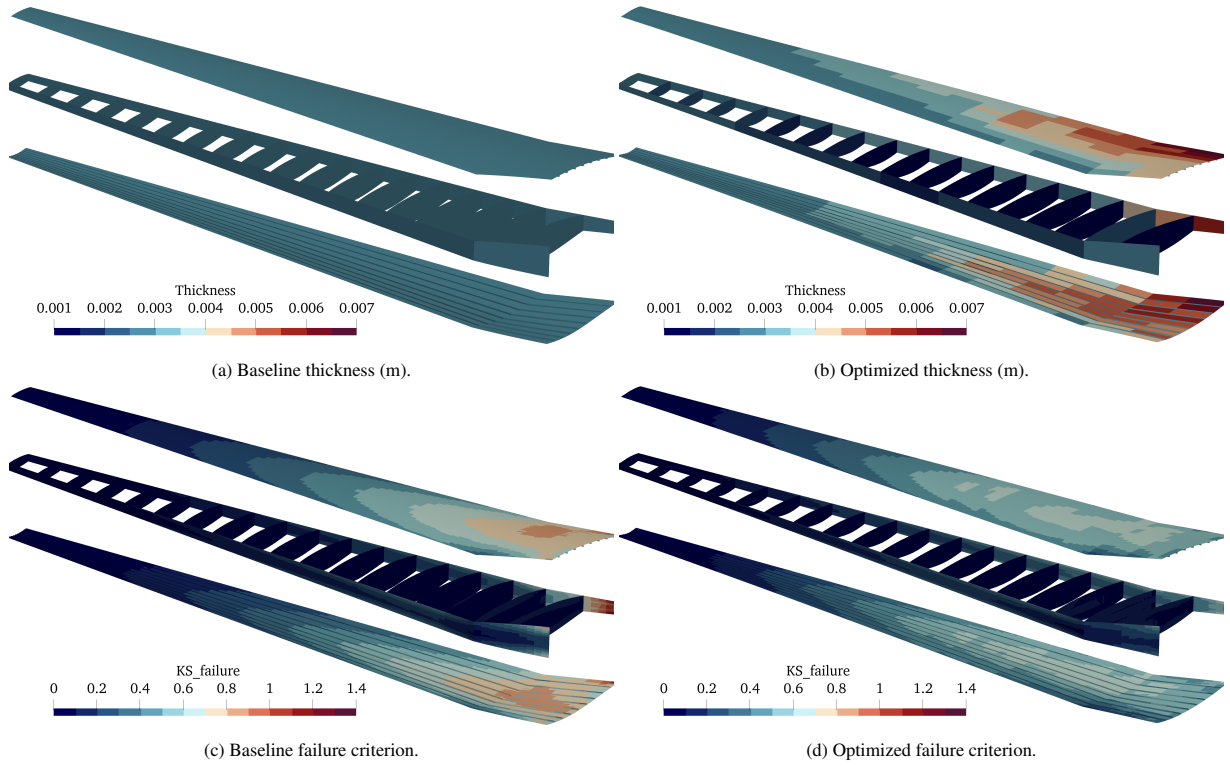 Thickness
0.001 0.002 0.003 0.004 0.005 0.006 0.007
(a) Baseline thickness (m).
Thickness
0.001 0.002 0.003 0.004 0.005 0.006 0.007
(b) Optimized thickness (m).
KS_failure
0 0.2 0.4 0.6 0.8 1 1.2 1.4
(c) Baseline failure criterion.
KS_failure
0 0.2 0.4 0.6 0.8 1 1.2 1.4
(d) Optimized failure criterion.